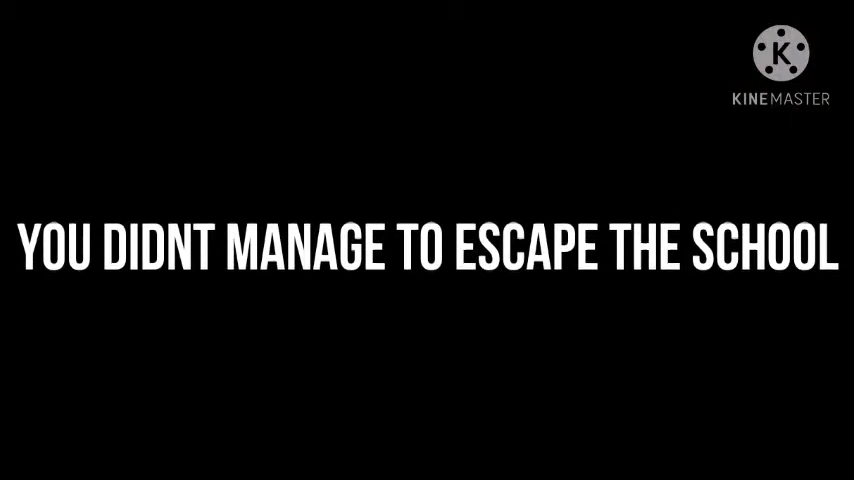 K
KINEMASTER
YOU DIDNT MANAGE TO ESCAPE THE SCHOOL